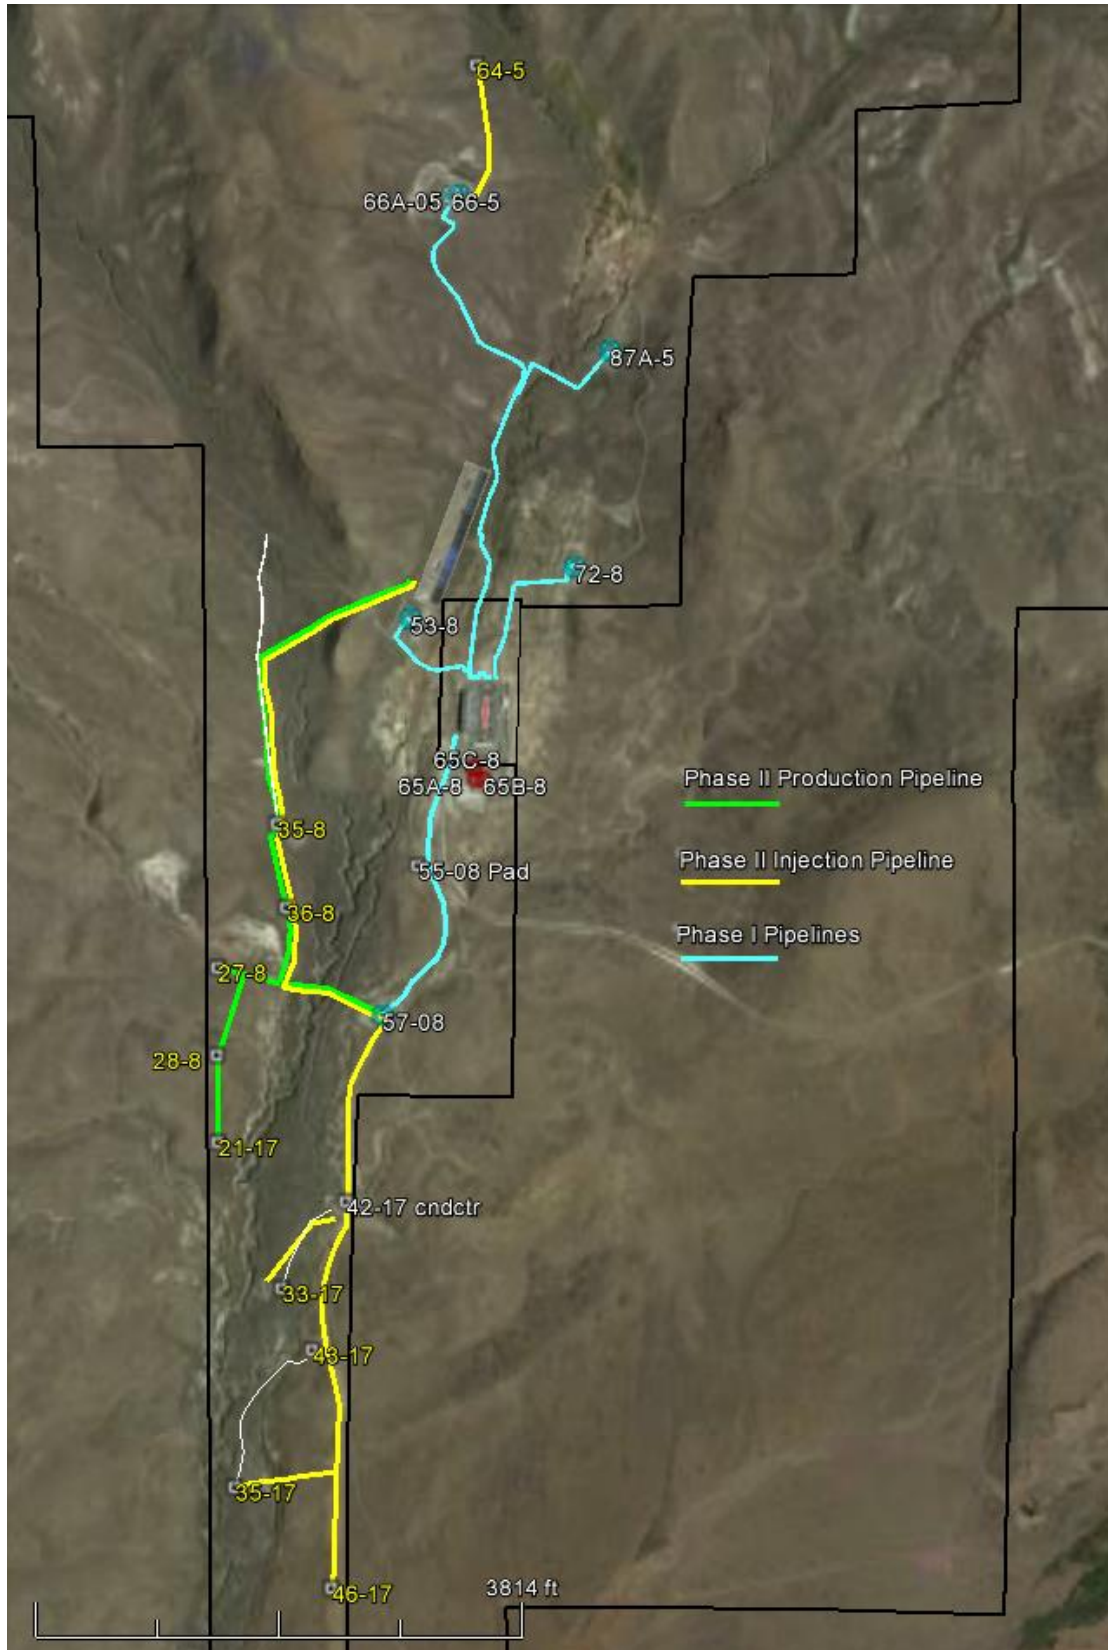 64-5
66A-05 66-5
87A-5
72-8
53-8
65C-8
65A-8 65B-8
Phase II Production Pipeline
35-8
Phase II Injection Pipeline
55-08 Pad
36-8
Phase I Pipelines
27-8
57-08
28-8
21-17
42-17 cndctr
33-17
43-17
35-17
3814 ft
46-17